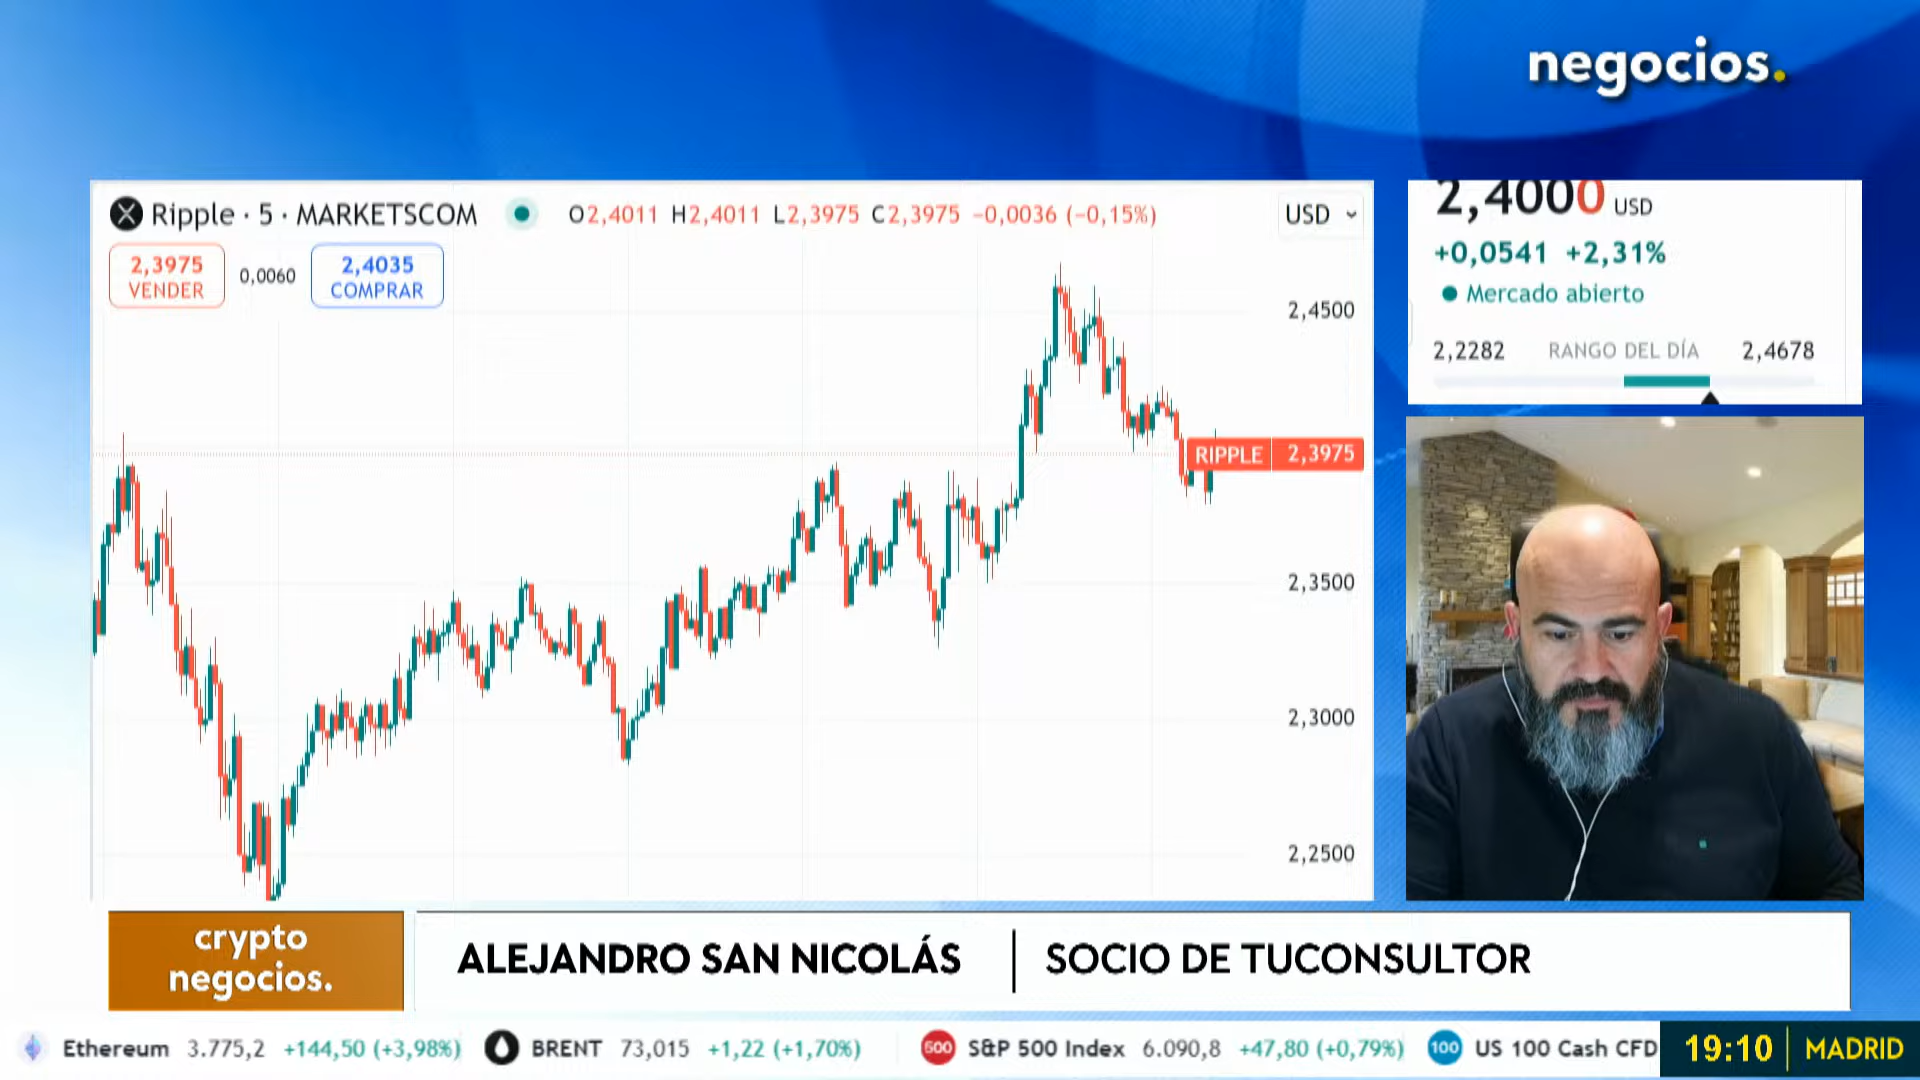 negocios.
Ripple · 5 · MARKETSCOM O2,4011 H2,4011 L2,3975 C2,3975 −0,0036 (−0,15%) USD
2,3975
VENDER
0,0060
2,4035
COMPRAR
2,4500
RIPPLE 2,3975
2,3500
2,3000
2,2500
2,4000 USD
+0,0541 +2,31%
Mercado abierto
2,2282 RANGO DEL DÍA 2,4678
crypto
negocios.
ALEJANDRO SAN NICOLÁS | SOCIO DE TUCONSULTOR
Ethereum 3.775,2 +144,50 (+3,98%) BRENT 73,015 +1,22 (+1,70%) 500 S&P 500 Index 6.090,8 +47,80 (+0,79%) 100 US 100 Cash CFD 19:10 MADRID